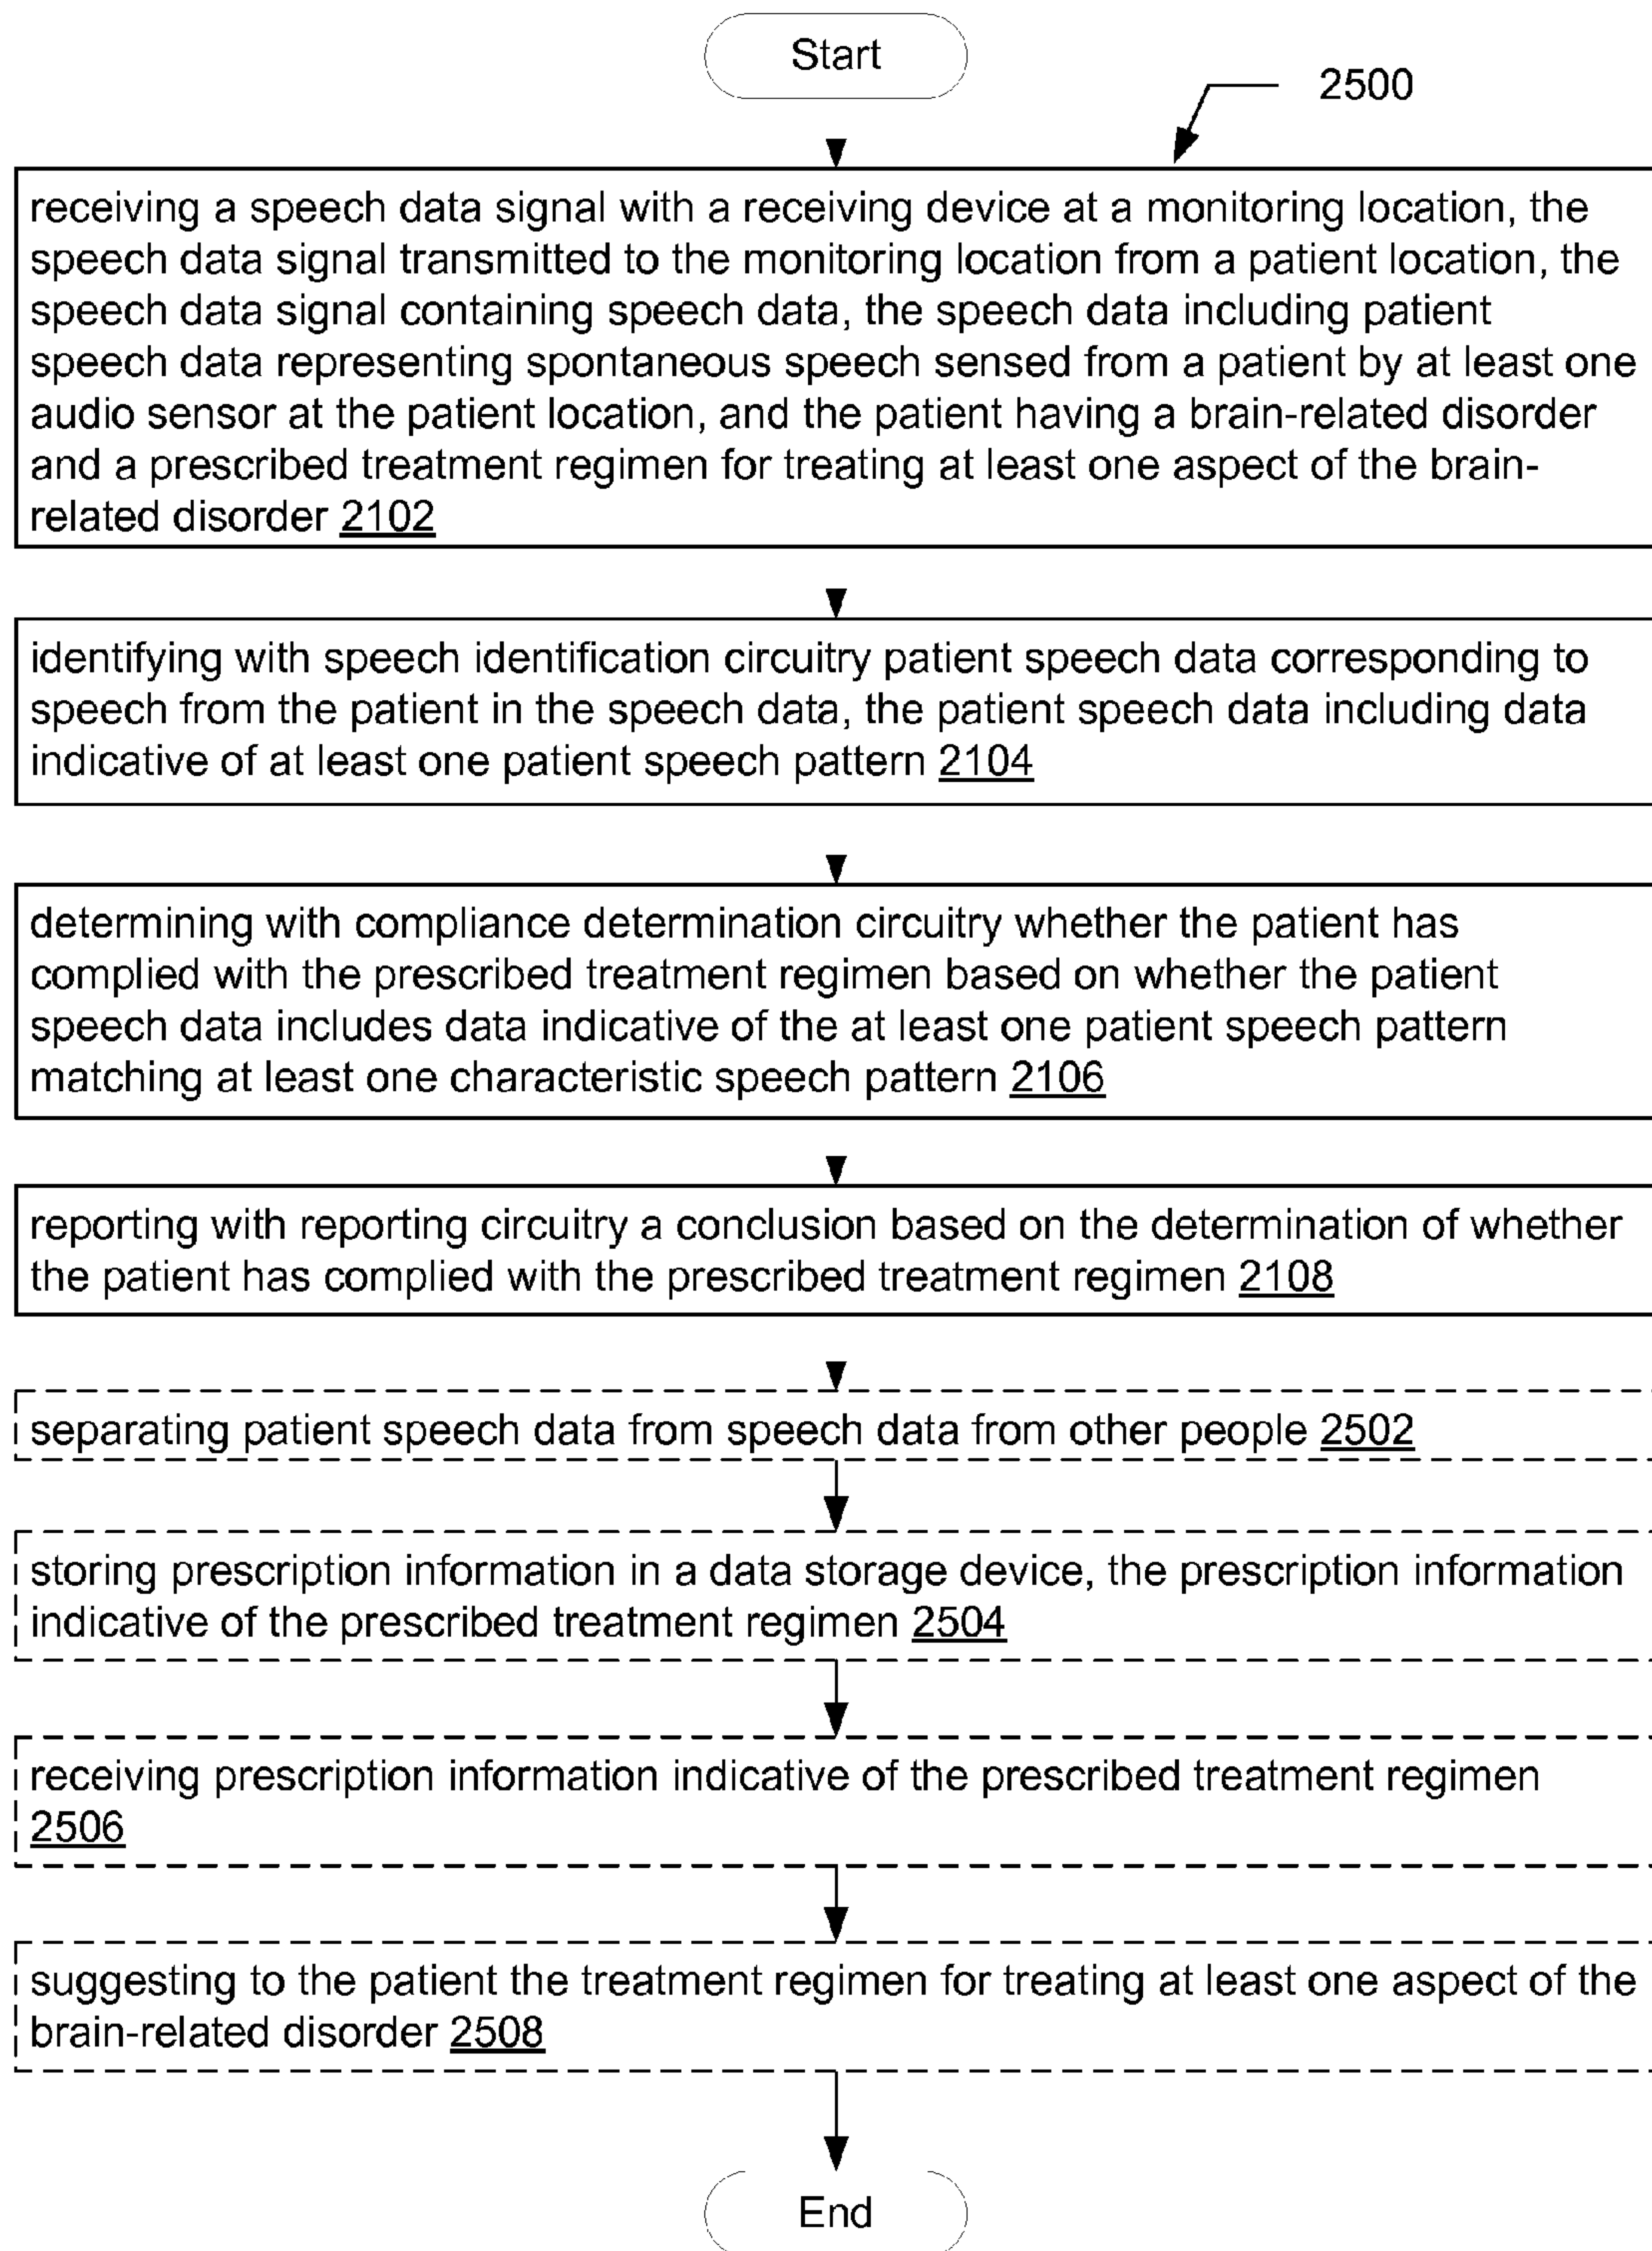 Start
2500
receiving a speech data signal with a receiving device at a monitoring location, the
speech data signal transmitted to the monitoring location from a patient location, the
speech data signal containing speech data, the speech data including patient
speech data representing spontaneous speech sensed from a patient by at least one
audio sensor at the patient location, and the patient having a brain-related disorder
and a prescribed treatment regimen for treating at least one aspect of the brain-
related disorder 2102
identifying with speech identification circuitry patient speech data corresponding to
speech from the patient in the speech data, the patient speech data including data
indicative of at least one patient speech pattern 2104
determining with compliance determination circuitry whether the patient has
complied with the prescribed treatment regimen based on whether the patient
speech data includes data indicative of the at least one patient speech pattern
matching at least one characteristic speech pattern 2106
reporting with reporting circuitry a conclusion based on the determination of whether
the patient has complied with the prescribed treatment regimen 2108
separating patient speech data from speech data from other people 2502
storing prescription information in a data storage device, the prescription information
indicative of the prescribed treatment regimen 2504
receiving prescription information indicative of the prescribed treatment regimen
2506
suggesting to the patient the treatment regimen for treating at least one aspect of the
brain-related disorder 2508
End